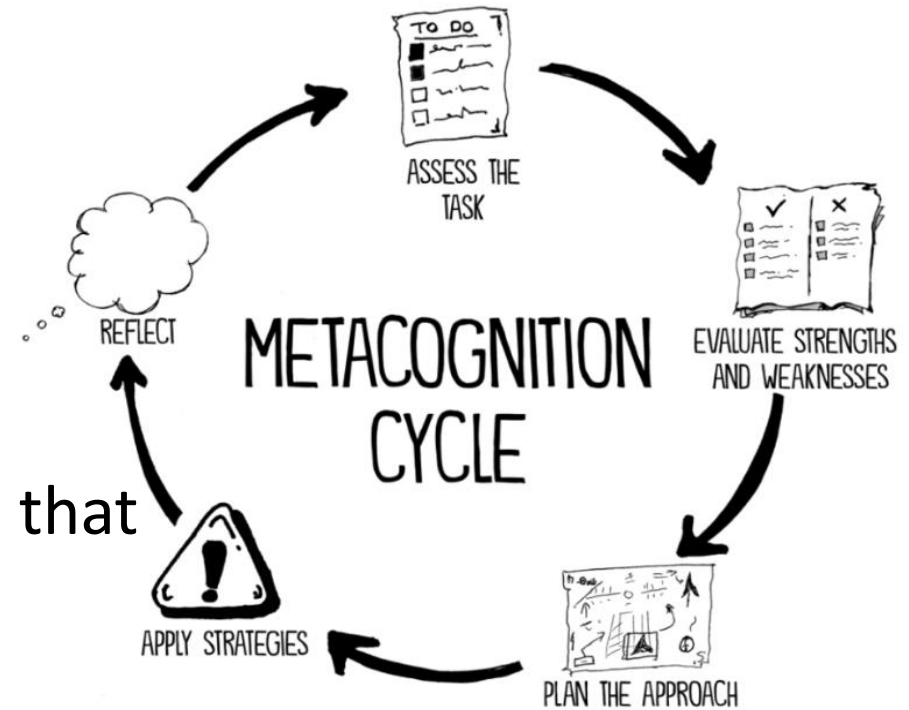 TO DO
ASSESS THE
TASK
EVALUATE STRENGTHS
AND WEAKNESSES
METACOGNITION
CYCLE
REFLECT
that
APPLY STRATEGIES
PLAN THE APPROACH